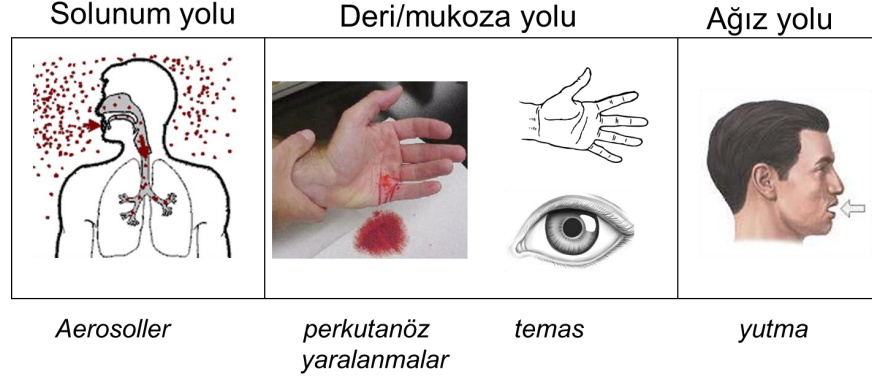 Solunum yolu
Deri/mukoza yolu
Ağız yolu
Aerosoller
perkutanöz
yaralanmalar
temas
yutma